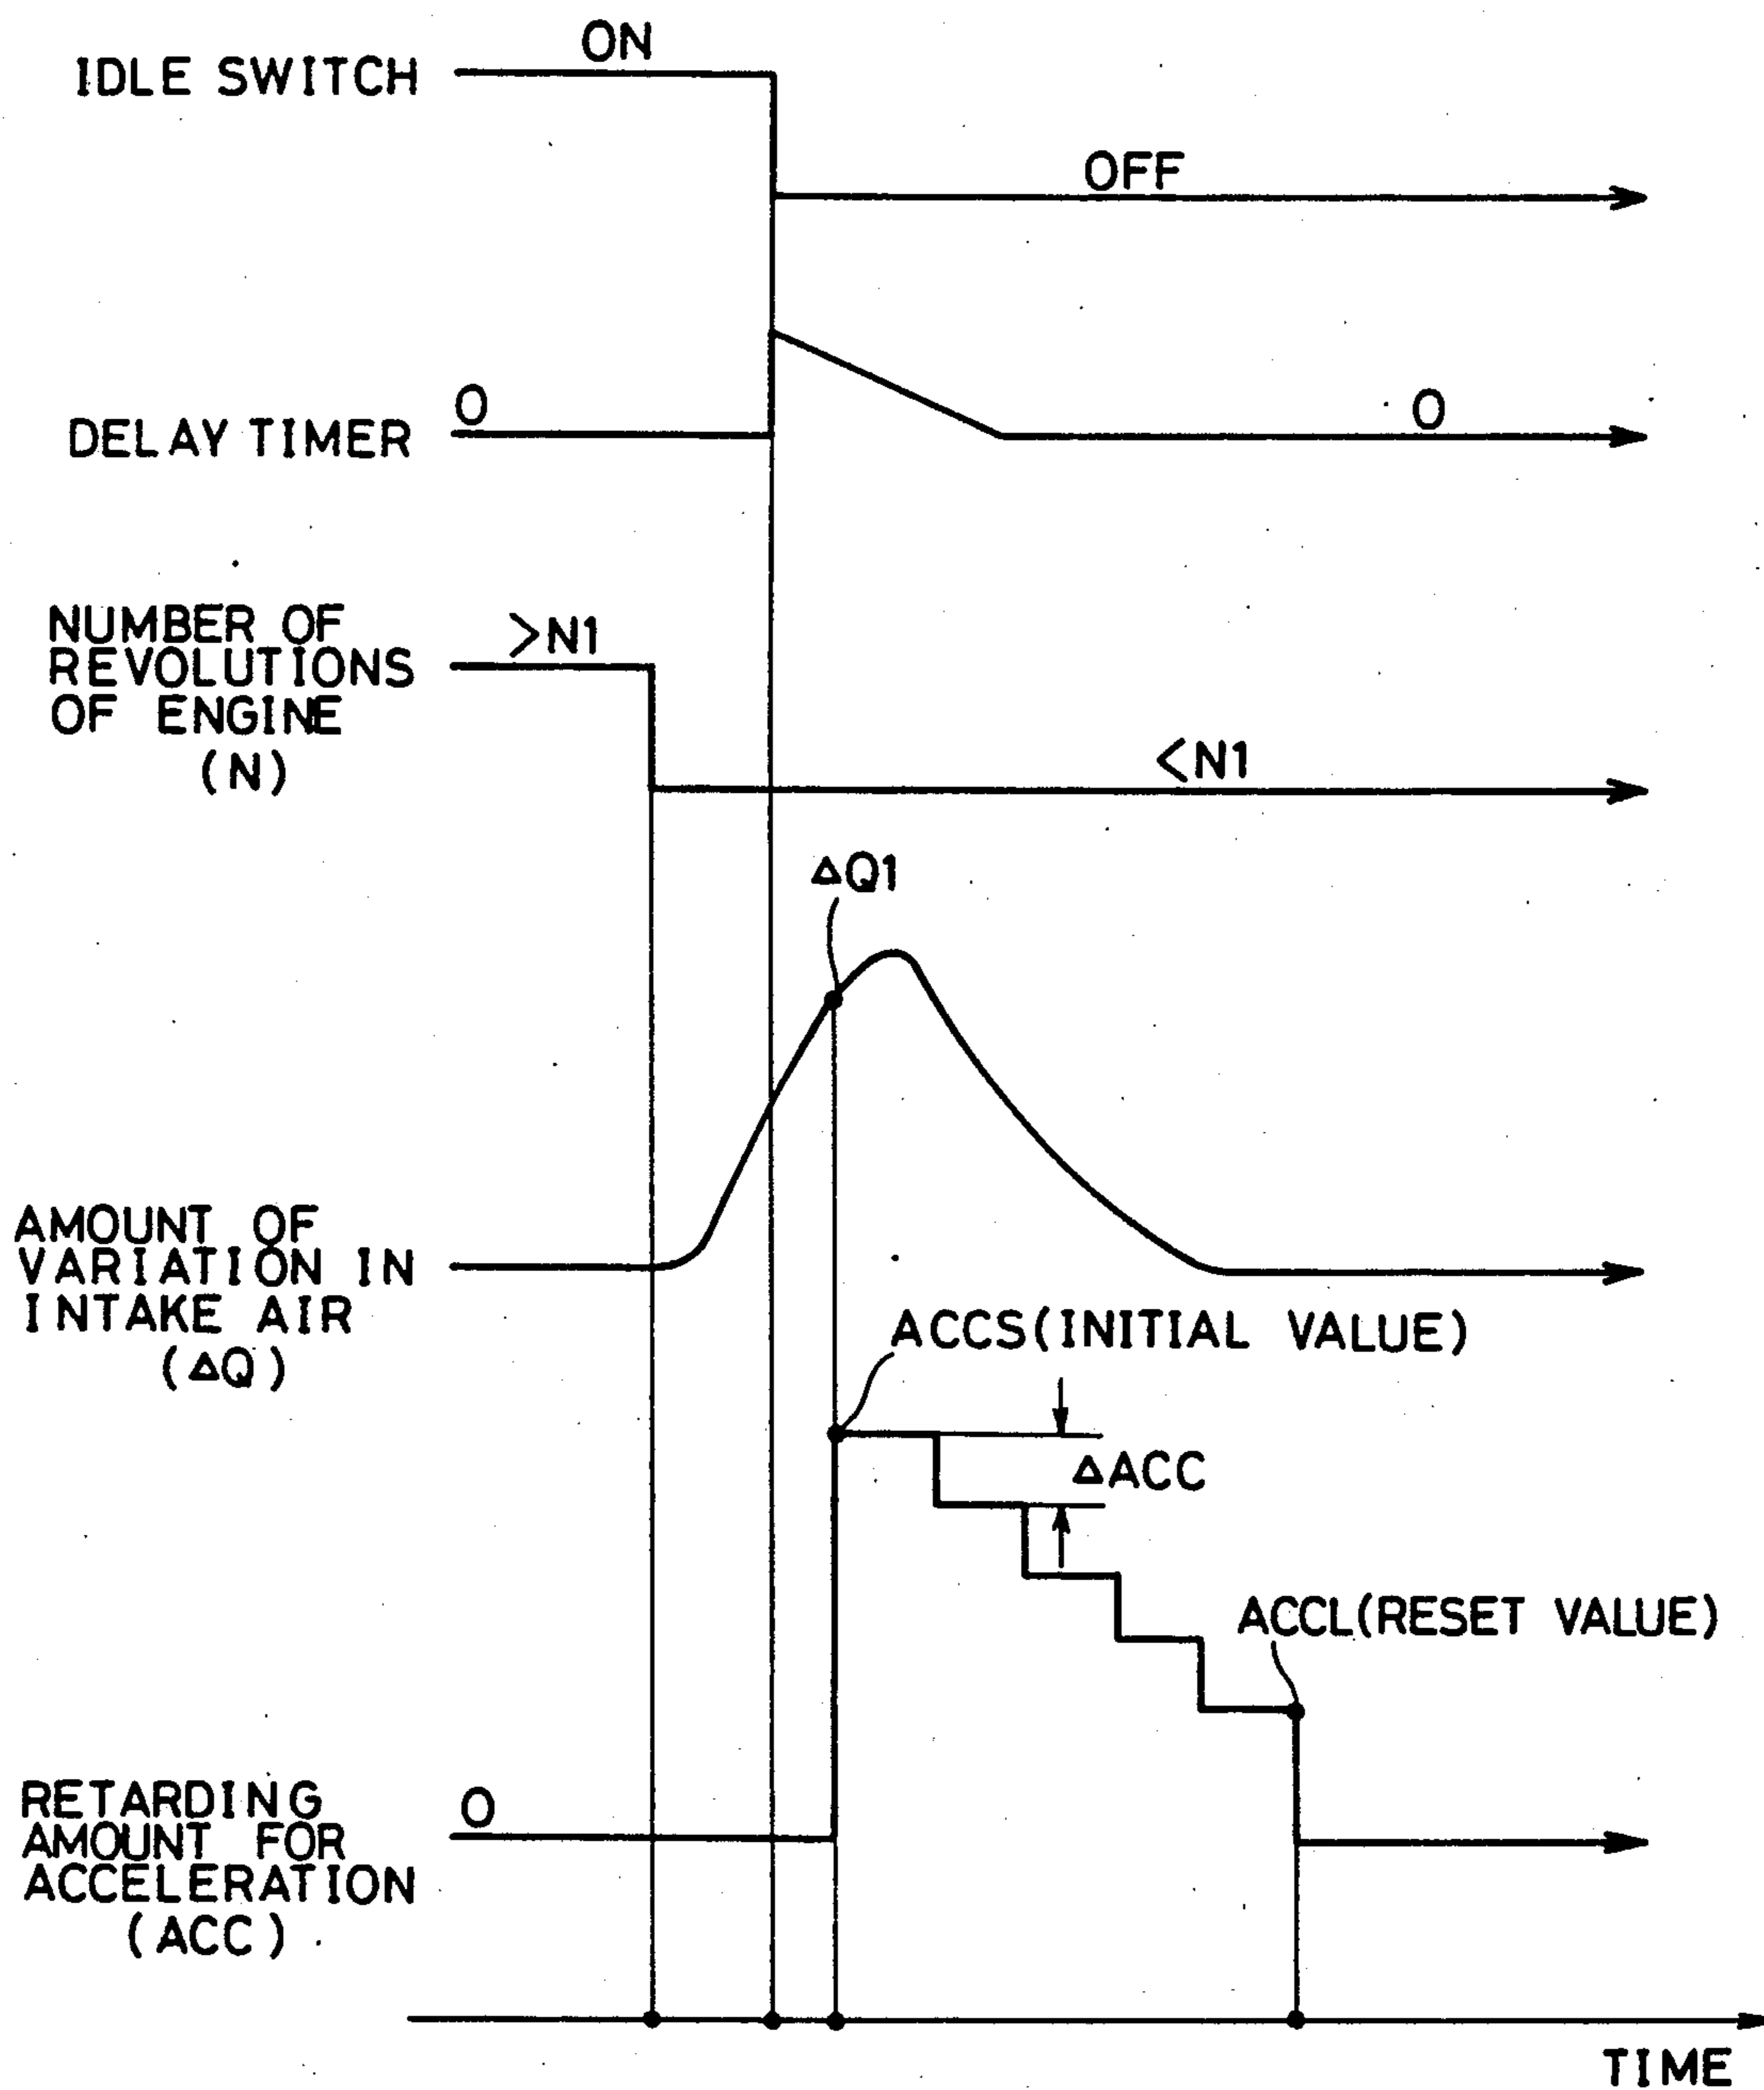 ON
IDLE SWITCH
OFF
0
DELAY TIMER
0
NUMBER OF
REVOLUTIONS
OF ENGINE
(N)
>N1
<N1
ΔQ1
AMOUNT OF
VARIATION IN
INTAKE AIR
(ΔQ)
ACCS(INITIAL VALUE)
ΔACC
ACCL(RESET VALUE)
RETARDING
AMOUNT FOR
ACCELERATION
(ACC)
0
TIME